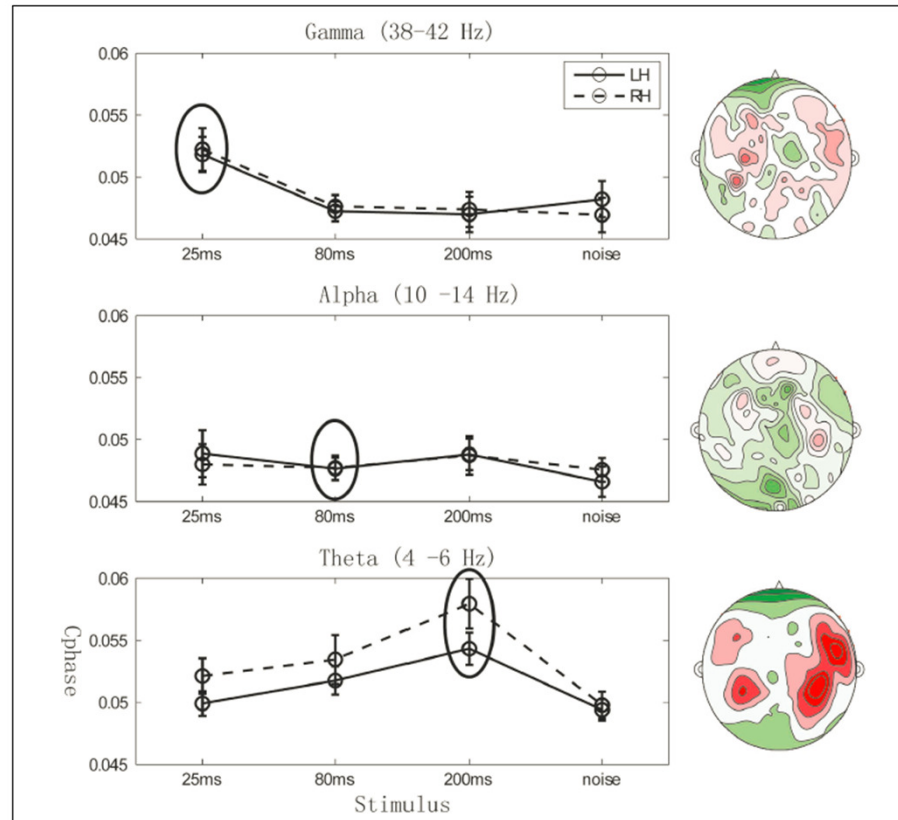 Gamma (38-42 Hz)
0.06
0.055
0.05
0.045
LH
RH
25ms 80ms 200ms noise
Alpha (10 -14 Hz)
0.06
0.055
0.05
0.045
25ms 80ms 200ms noise
Theta (4 -6 Hz)
0.06
0.055
0.05
0.045
Cphase
25ms 80ms 200ms noise
Stimulus